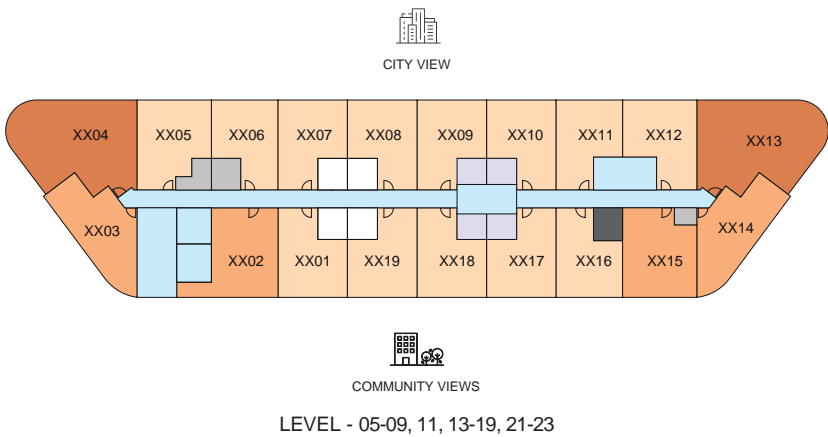 CITY VIEW
XX04 XX05 XX06 XX07 XX08 XX09 XX10 XX11 XX12 XX13
XX03 XX02 XX01 XX19 XX18 XX17 XX16 XX15 XX14
COMMUNITY VIEWS
LEVEL - 05-09, 11, 13-19, 21-23